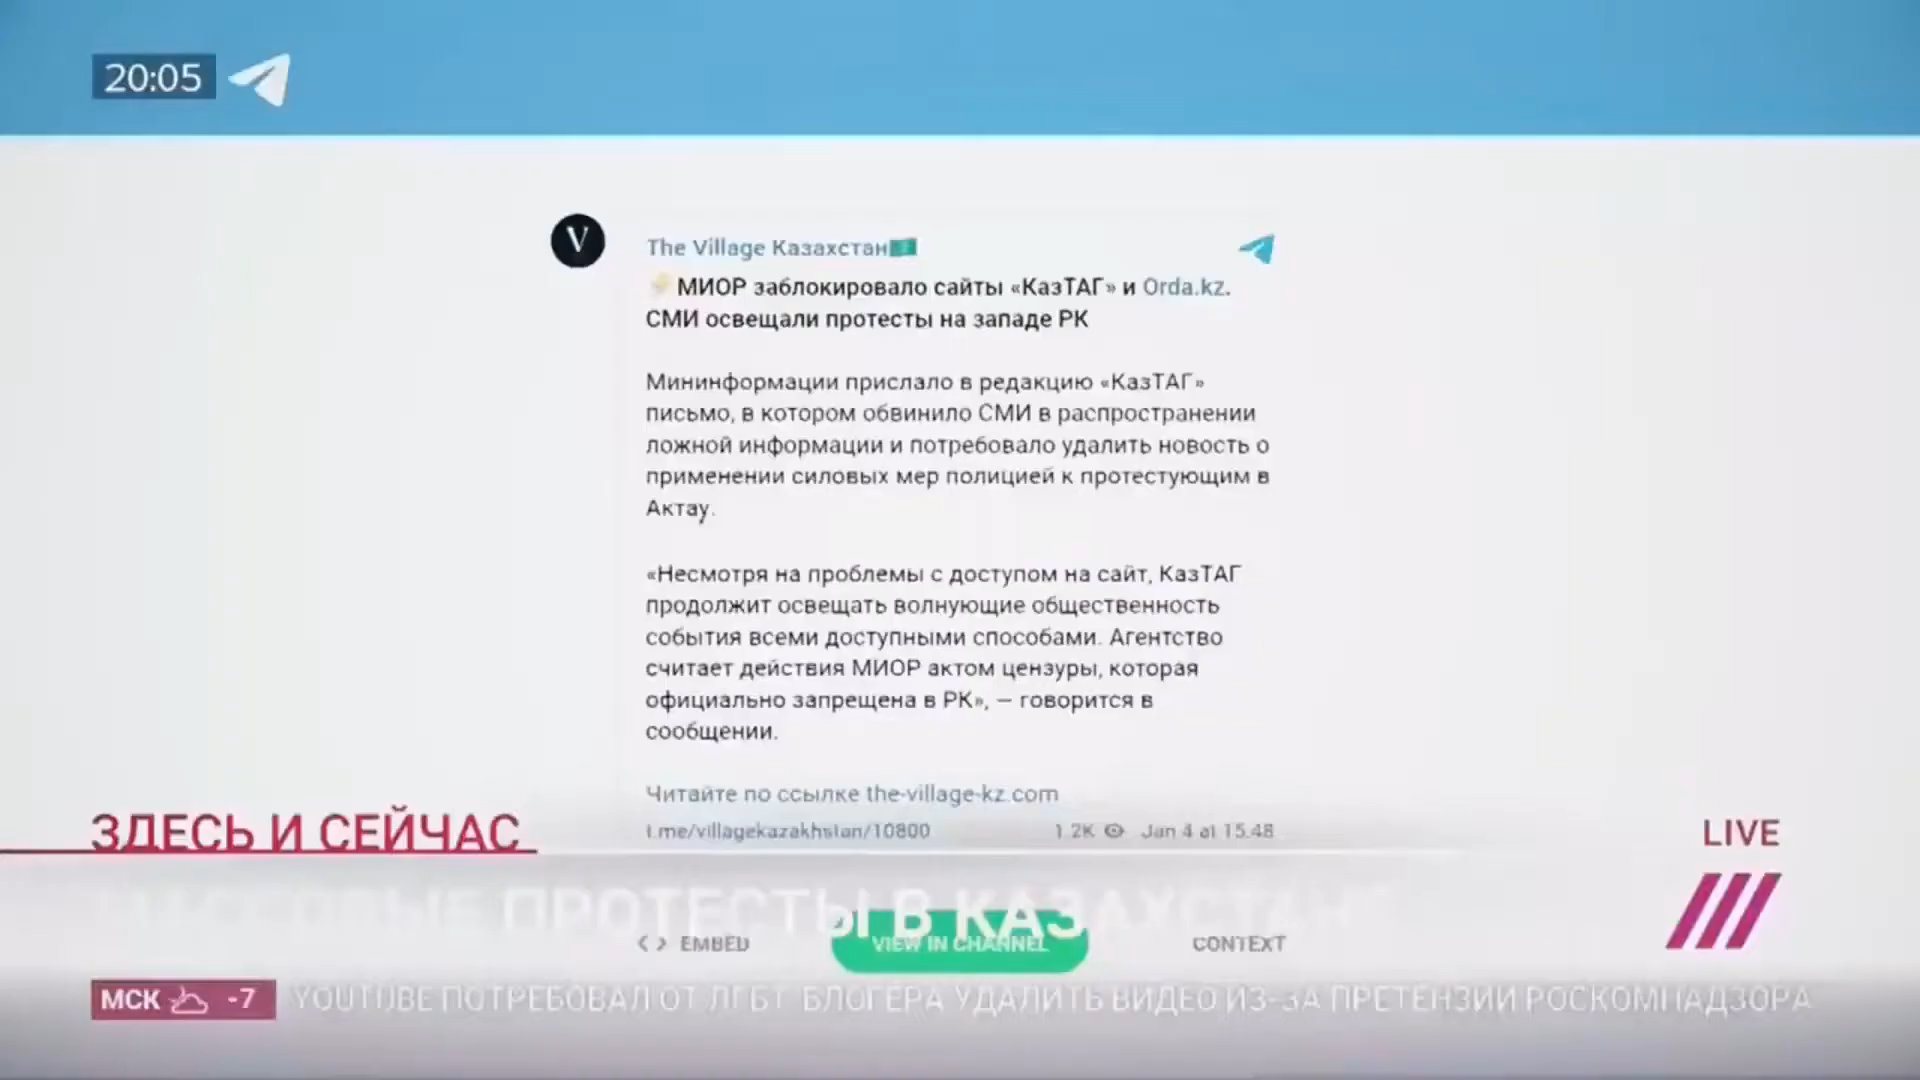 20:05
V
The Village Казахстан
МИОР заблокировало сайты «КазТАГ» и Orda.kz.
СМИ освещали протесты на западе РК
Мининформации прислало в редакцию «КазТАГ»
письмо, в котором обвинило СМИ в распространении
ложной информации и потребовало удалить новость о
применении силовых мер полицией к протестующим в
Актау.
«Несмотря на проблемы с доступом на сайт, КазТАГ
продолжит освещать волнующие общественность
события всеми доступными способами. Агентство
считает действия МИОР актом цензуры, которая
официально запрещена в РК», – говорится в
сообщении.
Читайте по ссылке the-village-kz.com
t.me/villagekazakhstan/10800 1.2K Jan 4 at 15:48
ЗДЕСЬ И СЕЙЧАС
LIVE
МАССОВЫЕ ПРОТЕСТЫ В КАЗАХСТАНЕ
< > EMBED VIEW IN CHANNEL CONTEXT
МСК -7 YOUTUBE ПОТРЕБОВАЛ ОТ ЛГБТ-БЛОГЕРА УДАЛИТЬ ВИДЕО ИЗ-ЗА ПРЕТЕНЗИЙ РОСКОМНАДЗОРА